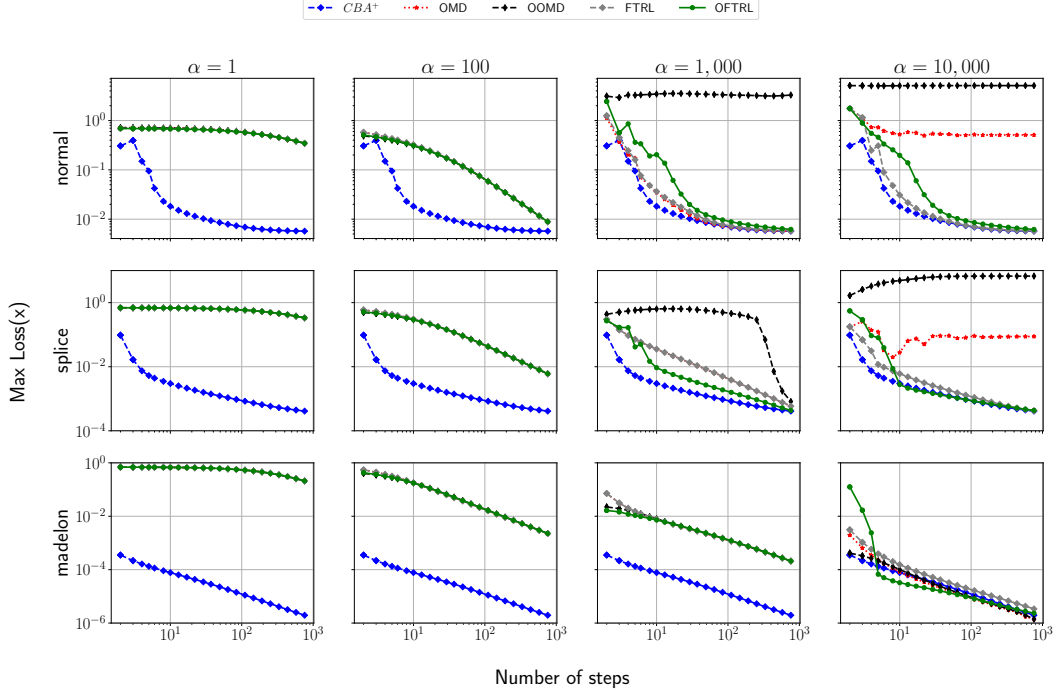 CBA⁺ OMD OOMD FTRL OFTRL
α = 1 α = 100 α = 1,000 α = 10,000
normal
10⁰
10⁻¹
10⁻²
Max Loss(x)
splice
10⁰
10⁻²
10⁻⁴
madelon
10⁰
10⁻²
10⁻⁴
10⁻⁶
10¹ 10² 10³ 10¹ 10² 10³ 10¹ 10² 10³ 10¹ 10² 10³
Number of steps